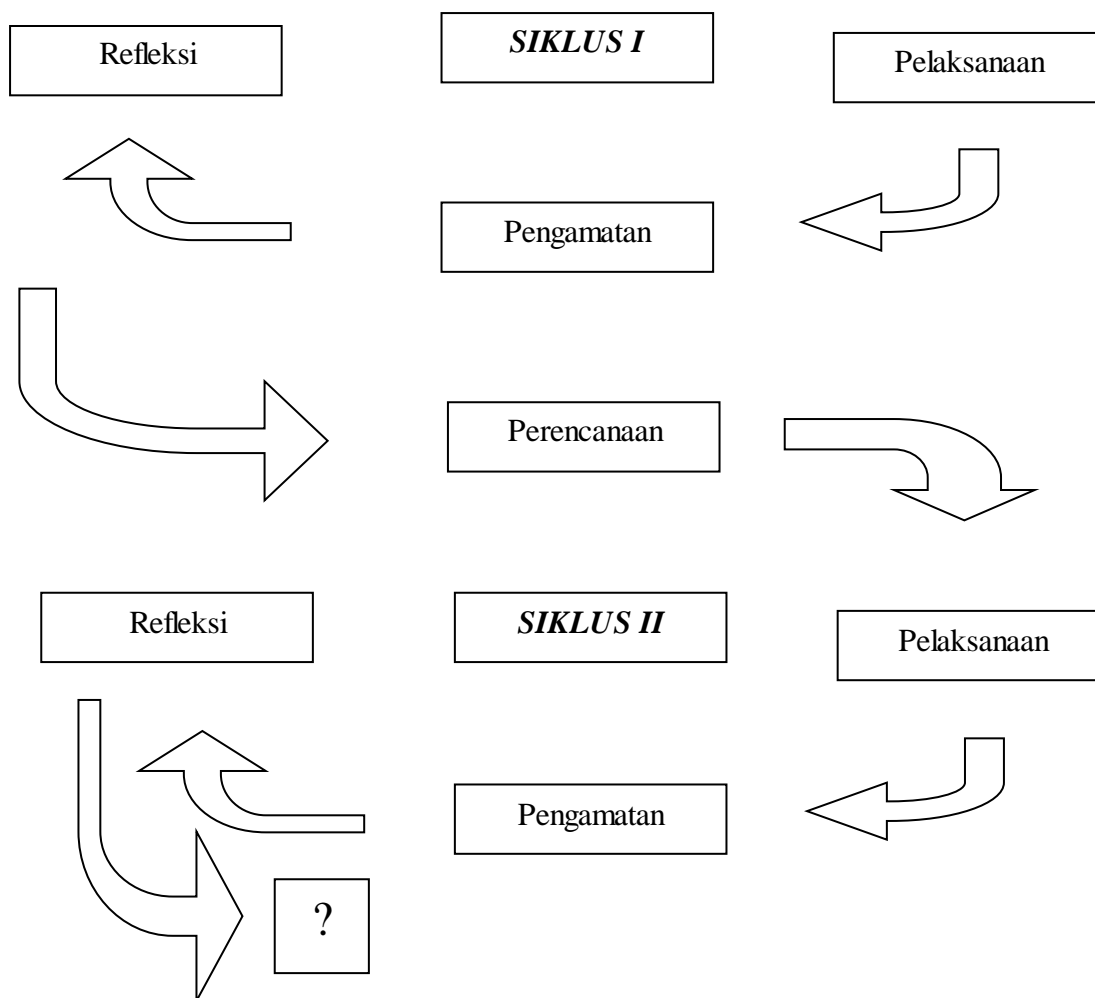 Refleksi
SIKLUS I
Pelaksanaan
Pengamatan
Perencanaan
Refleksi
SIKLUS II
Pelaksanaan
Pengamatan
?